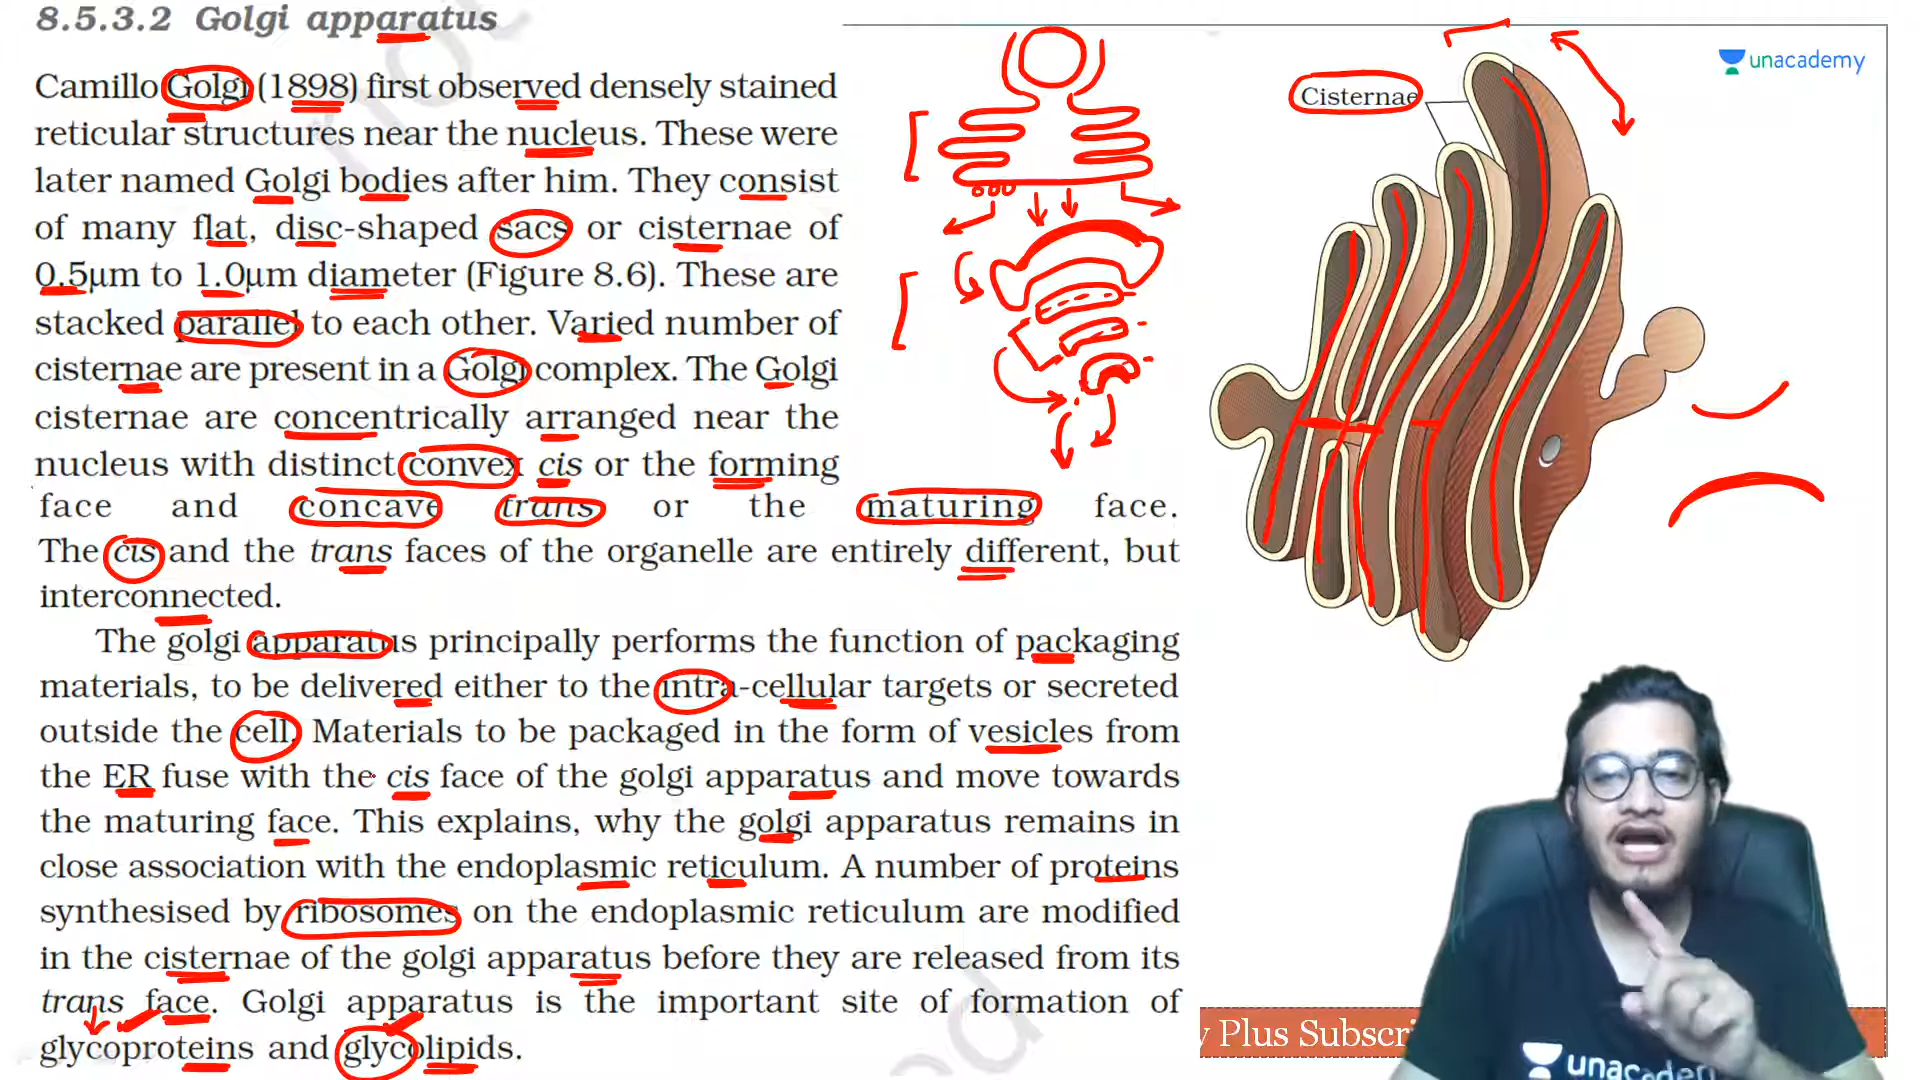 8.5.3.2 Golgi apparatus
Camillo Golgi (1898) first observed densely stained
reticular structures near the nucleus. These were
later named Golgi bodies after him. They consist
of many flat, disc-shaped sacs or cisternae of
0.5µm to 1.0µm diameter (Figure 8.6). These are
stacked parallel to each other. Varied number of
cisternae are present in a Golgi complex. The Golgi
cisternae are concentrically arranged near the
nucleus with distinct convex cis or the forming
face and concave trans or the maturing face.
The cis and the trans faces of the organelle are entirely different, but
interconnected.
The golgi apparatus principally performs the function of packaging
materials, to be delivered either to the intra-cellular targets or secreted
outside the cell. Materials to be packaged in the form of vesicles from
the ER fuse with the cis face of the golgi apparatus and move towards
the maturing face. This explains, why the golgi apparatus remains in
close association with the endoplasmic reticulum. A number of proteins
synthesised by ribosomes on the endoplasmic reticulum are modified
in the cisternae of the golgi apparatus before they are released from its
trans face. Golgi apparatus is the important site of formation of
glycoproteins and glycolipids.
unacademy
Cisternae
y Plus Subscri
unacadem